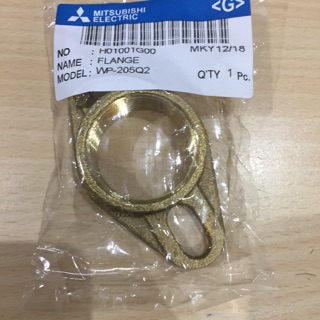 MITSUBISHI
ELECTRIC
<G>
NO : H01001G00 MKY12/18
NAME : FLANGE
MODEL: WP-205Q2 Q'TY 1 Pc.